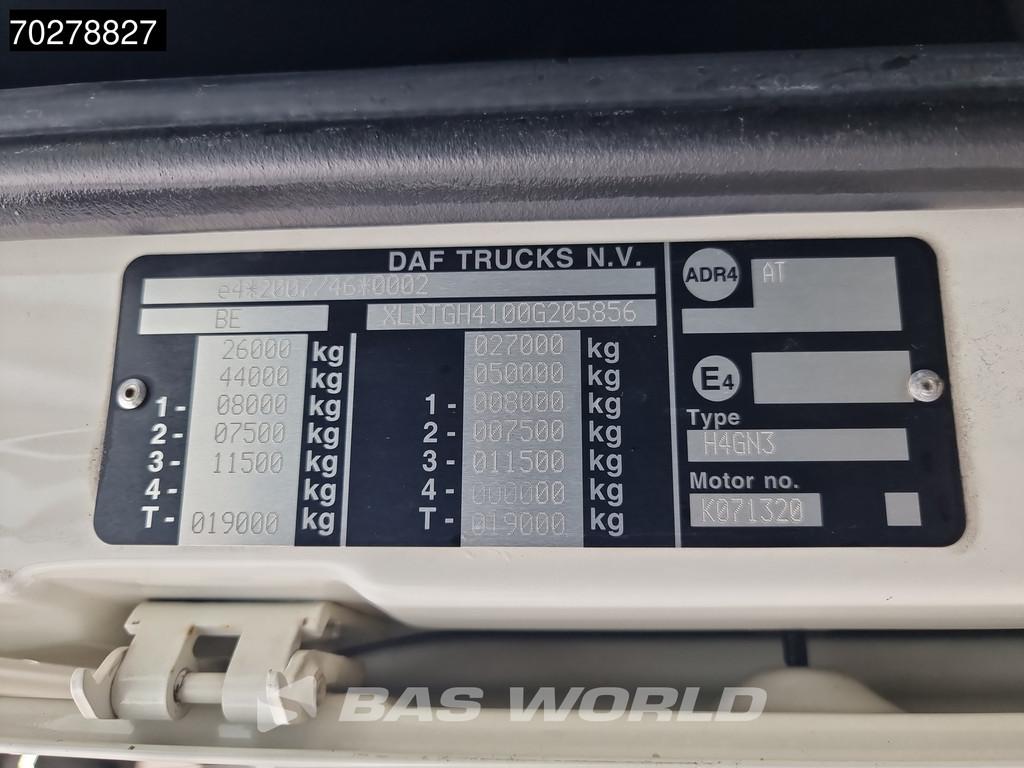 70278827
DAF TRUCKS N.V.
e4*2007/46*0002
BE XLRTGH4100G205856
26000 kg 027000 kg
44000 kg 050000 kg
1- 08000 kg 1- 008000 kg
2- 07500 kg 2- 007500 kg
3- 11500 kg 3- 011500 kg
4- kg 4- 000000 kg
T- 019000 kg T- 019000 kg
ADR4 AT
E4
Type
H4GN3
Motor no.
K071320
BAS WORLD